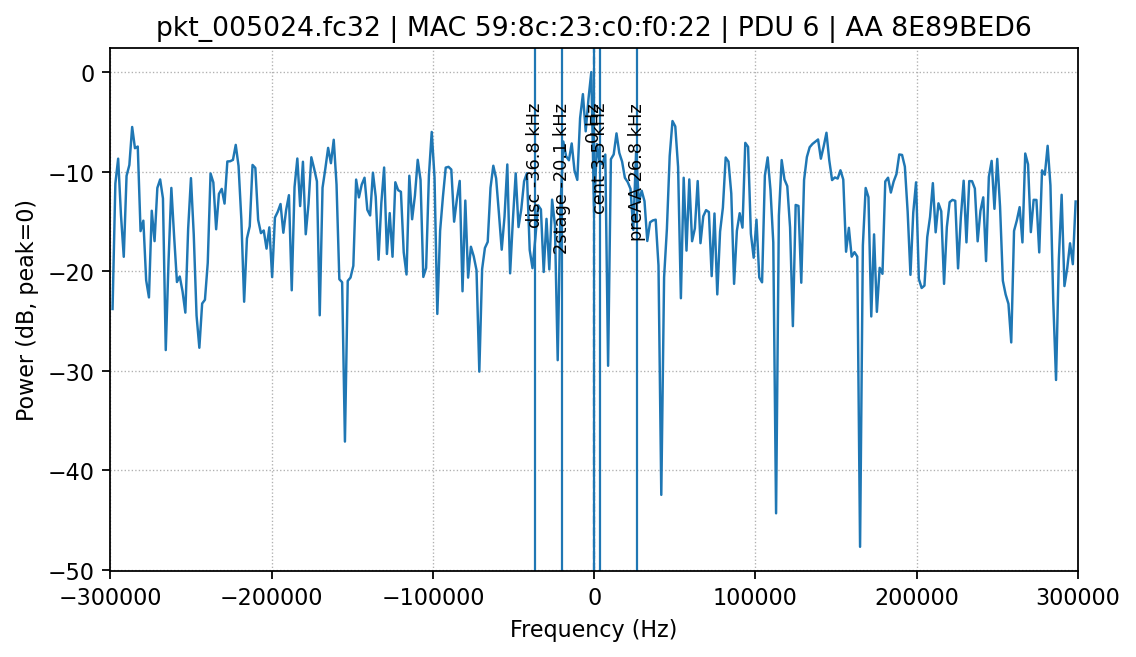 pkt_005024.fc32 | MAC 59:8c:23:c0:f0:22 | PDU 6 | AA 8E89BED6
Power (dB, peak=0)
0
−10
−20
−30
−40
−50
disc -36.8 kHz
2stage -20.1 kHz
0 Hz
cent 3.5 kHz
preAA 26.8 kHz
−300000
−200000
−100000
0
100000
200000
300000
Frequency (Hz)